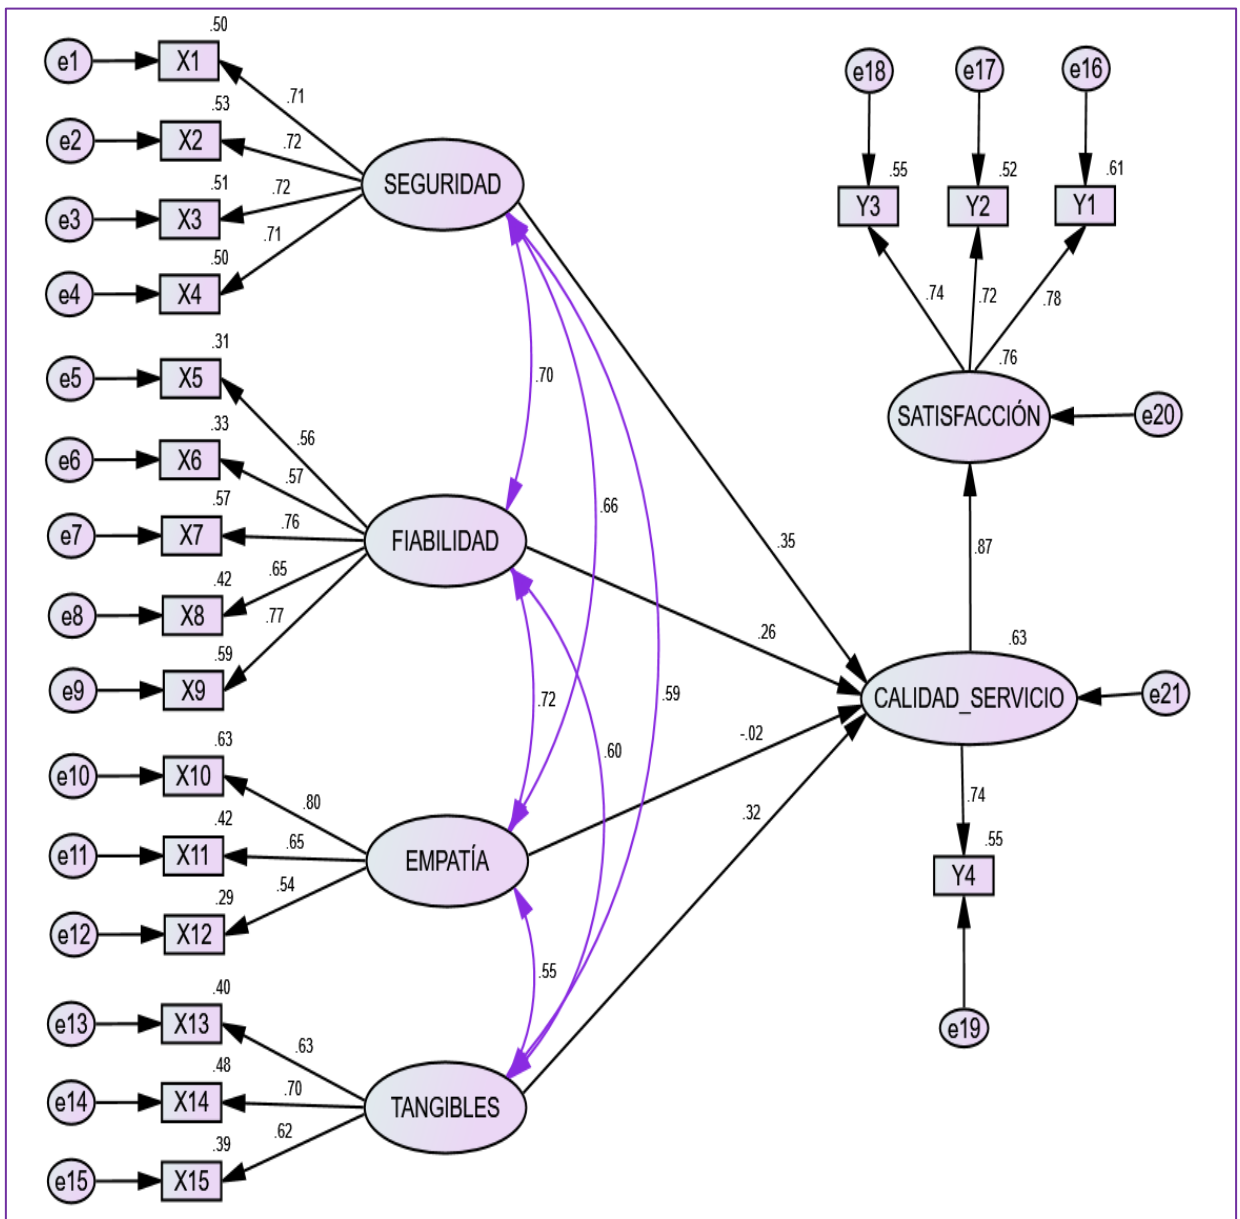 .50
e1
X1
.71
.53
e2
X2
.72
.51
e3
X3
.72
.50
e4
X4
.71
SEGURIDAD
.31
e5
X5
.56
.33
e6
X6
.57
.57
e7
X7
.76
.42
e8
X8
.65
.59
e9
X9
.77
FIABILIDAD
.63
e10
X10
.80
.42
e11
X11
.65
.29
e12
X12
.54
EMPATÍA
.40
e13
X13
.63
.48
e14
X14
.70
.39
e15
X15
.62
TANGIBLES
.70
.66
.59
.72
.60
.55
.35
.26
-.02
.32
e18
e17
e16
.55
.52
.61
Y3
Y2
Y1
.74
.72
.78
.76
SATISFACCIÓN
e20
.87
.63
CALIDAD_SERVICIO
e21
.74
.55
Y4
e19